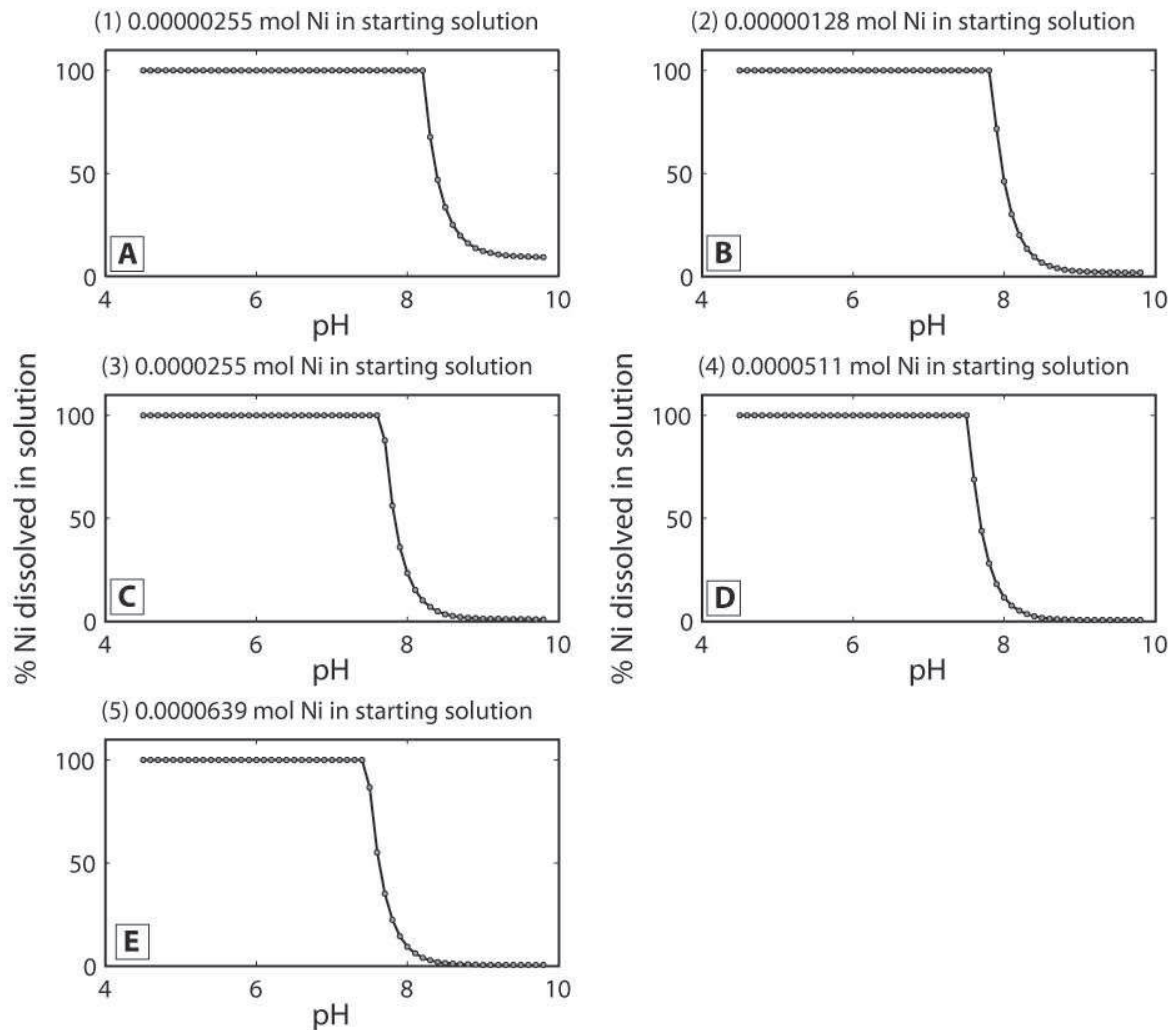 (1) 0.00000255 mol Ni in starting solution
100
50
0
A
4
6
8
10
pH
(2) 0.00000128 mol Ni in starting solution
100
50
0
B
4
6
8
10
pH
% Ni dissolved in solution
(3) 0.0000255 mol Ni in starting solution
100
50
0
C
4
6
8
10
pH
% Ni dissolved in solution
(4) 0.0000511 mol Ni in starting solution
100
50
0
D
4
6
8
10
pH
(5) 0.0000639 mol Ni in starting solution
100
50
0
E
4
6
8
10
pH